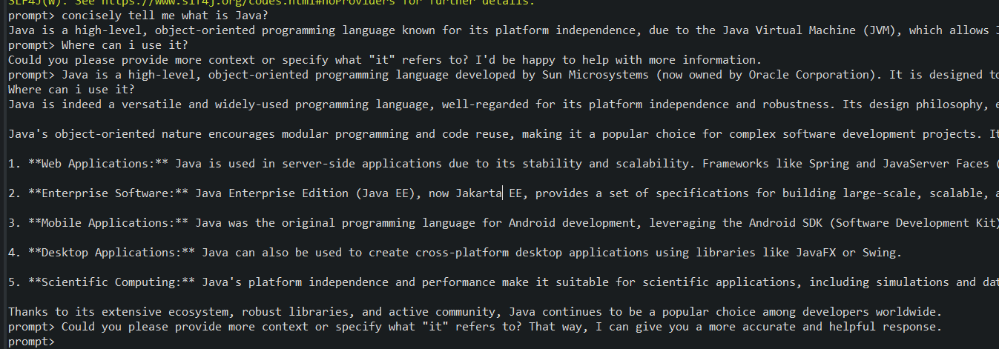 SLF4J(W): See https://www.slf4j.org/codes.html#noProviders for further details.
prompt> concisely tell me what is Java?
Java is a high-level, object-oriented programming language known for its platform independence, due to the Java Virtual Machine (JVM), which allows
prompt> Where can i use it?
Could you please provide more context or specify what "it" refers to? I'd be happy to help with more information.
prompt> Java is a high-level, object-oriented programming language developed by Sun Microsystems (now owned by Oracle Corporation). It is designed to
Where can i use it?
Java is indeed a versatile and widely-used programming language, well-regarded for its platform independence and robustness. Its design philosophy,
Java's object-oriented nature encourages modular programming and code reuse, making it a popular choice for complex software development projects. It
1. **Web Applications:** Java is used in server-side applications due to its stability and scalability. Frameworks like Spring and JavaServer Faces (
2. **Enterprise Software:** Java Enterprise Edition (Java EE), now Jakarta EE, provides a set of specifications for building large-scale, scalable,
3. **Mobile Applications:** Java was the original programming language for Android development, leveraging the Android SDK (Software Development Kit)
4. **Desktop Applications:** Java can also be used to create cross-platform desktop applications using libraries like JavaFX or Swing.
5. **Scientific Computing:** Java's platform independence and performance make it suitable for scientific applications, including simulations and dat
Thanks to its extensive ecosystem, robust libraries, and active community, Java continues to be a popular choice among developers worldwide.
prompt> Could you please provide more context or specify what "it" refers to? That way, I can give you a more accurate and helpful response.
prompt>